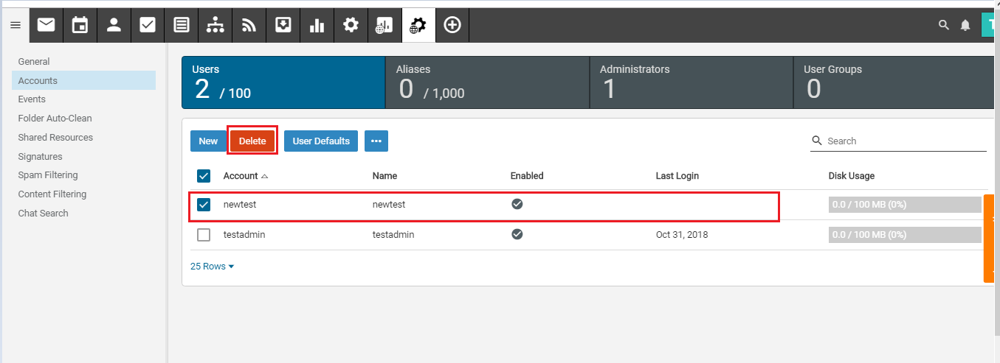 T
General
Accounts
Events
Folder Auto-Clean
Shared Resources
Signatures
Spam Filtering
Content Filtering
Chat Search
Users Aliases Administrators User Groups
2 / 100 0 / 1,000 1 0
New Delete User Defaults ••• Search
Account Name Enabled Last Login Disk Usage
newtest newtest 0.0 / 100 MB (0%)
testadmin testadmin Oct 31, 2018 0.0 / 100 MB (0%)
25 Rows